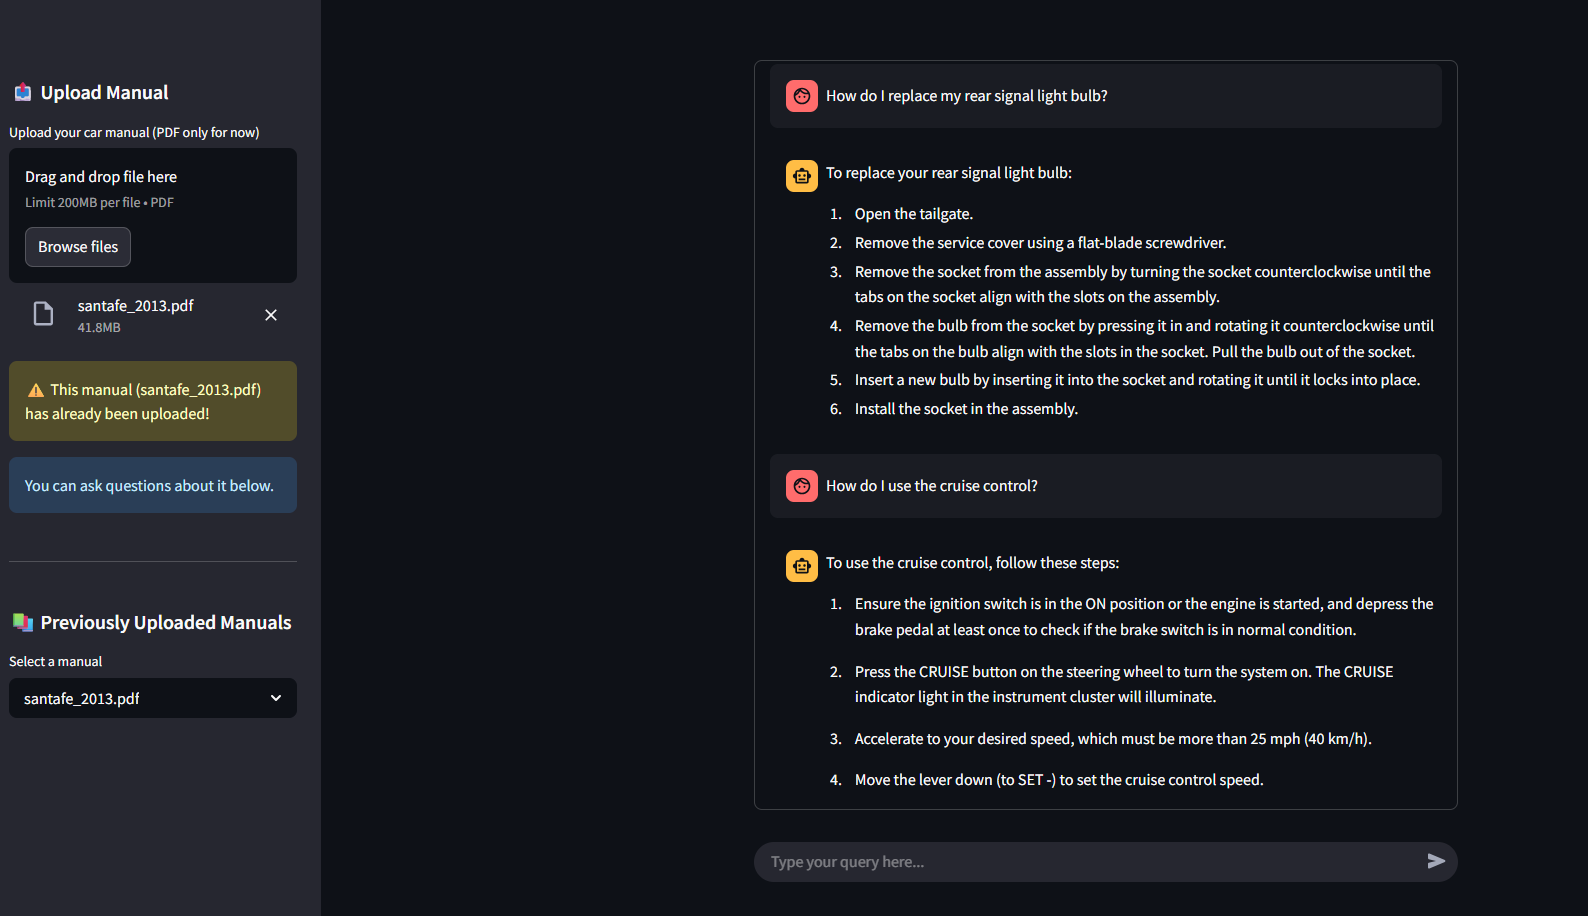 Upload Manual
Upload your car manual (PDF only for now)
Drag and drop file here
Limit 200MB per file • PDF
Browse files
santafe_2013.pdf
41.8MB
This manual (santafe_2013.pdf)
has already been uploaded!
You can ask questions about it below.
Previously Uploaded Manuals
Select a manual
santafe_2013.pdf
How do I replace my rear signal light bulb?
To replace your rear signal light bulb:
1. Open the tailgate.
2. Remove the service cover using a flat-blade screwdriver.
3. Remove the socket from the assembly by turning the socket counterclockwise until the
tabs on the socket align with the slots on the assembly.
4. Remove the bulb from the socket by pressing it in and rotating it counterclockwise until
the tabs on the bulb align with the slots in the socket. Pull the bulb out of the socket.
5. Insert a new bulb by inserting it into the socket and rotating it until it locks into place.
6. Install the socket in the assembly.
How do I use the cruise control?
To use the cruise control, follow these steps:
1. Ensure the ignition switch is in the ON position or the engine is started, and depress the
brake pedal at least once to check if the brake switch is in normal condition.
2. Press the CRUISE button on the steering wheel to turn the system on. The CRUISE
indicator light in the instrument cluster will illuminate.
3. Accelerate to your desired speed, which must be more than 25 mph (40 km/h).
4. Move the lever down (to SET -) to set the cruise control speed.
Type your query here...